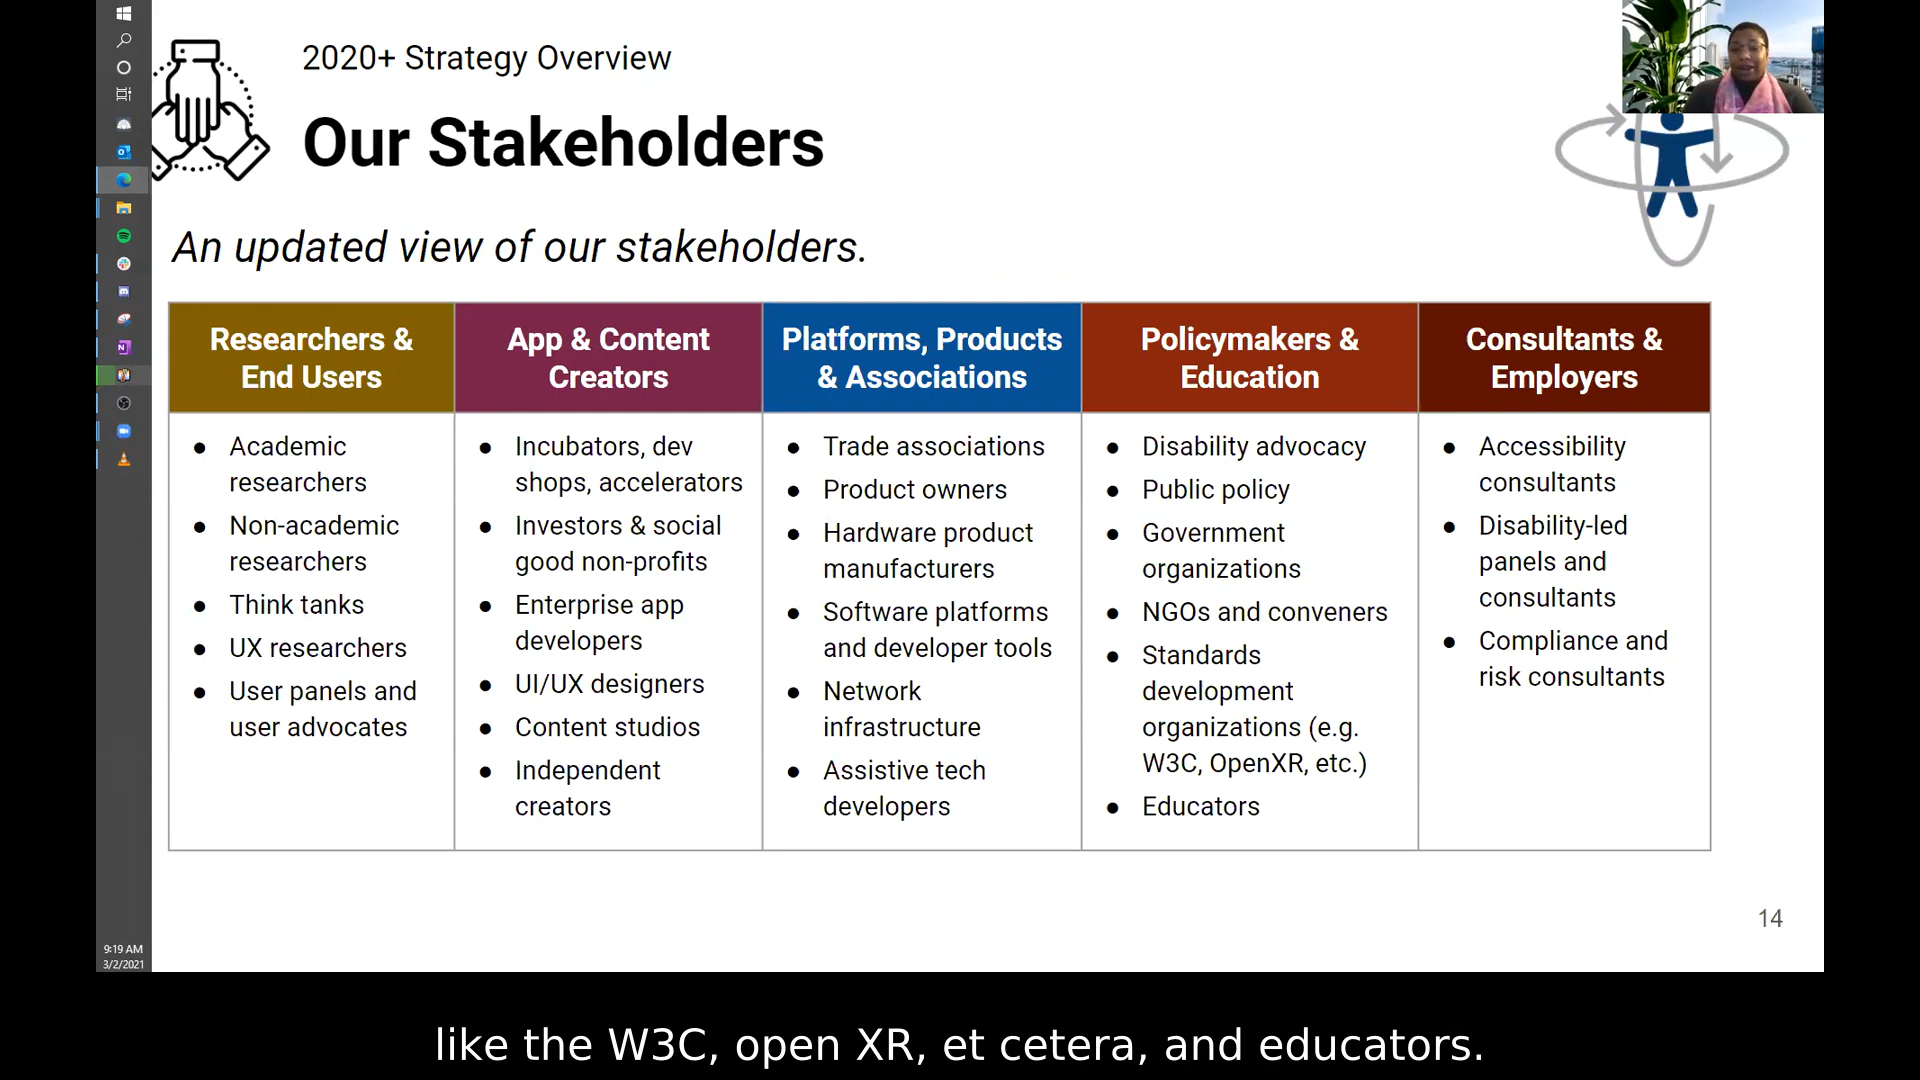 2020+ Strategy Overview
Our Stakeholders
An updated view of our stakeholders.
Researchers &
End Users
● Academic
researchers
● Non-academic
researchers
● Think tanks
● UX researchers
● User panels and
user advocates
App & Content
Creators
● Incubators, dev
shops, accelerators
● Investors & social
good non-profits
● Enterprise app
developers
● UI/UX designers
● Content studios
● Independent
creators
Platforms, Products
& Associations
● Trade associations
● Product owners
● Hardware product
manufacturers
● Software platforms
and developer tools
● Network
infrastructure
● Assistive tech
developers
Policymakers &
Education
● Disability advocacy
● Public policy
● Government
organizations
● NGOs and conveners
● Standards
development
organizations (e.g.
W3C, OpenXR, etc.)
● Educators
Consultants &
Employers
● Accessibility
consultants
● Disability-led
panels and
consultants
● Compliance and
risk consultants
14
9:19 AM
3/2/2021
like the W3C, open XR, et cetera, and educators.